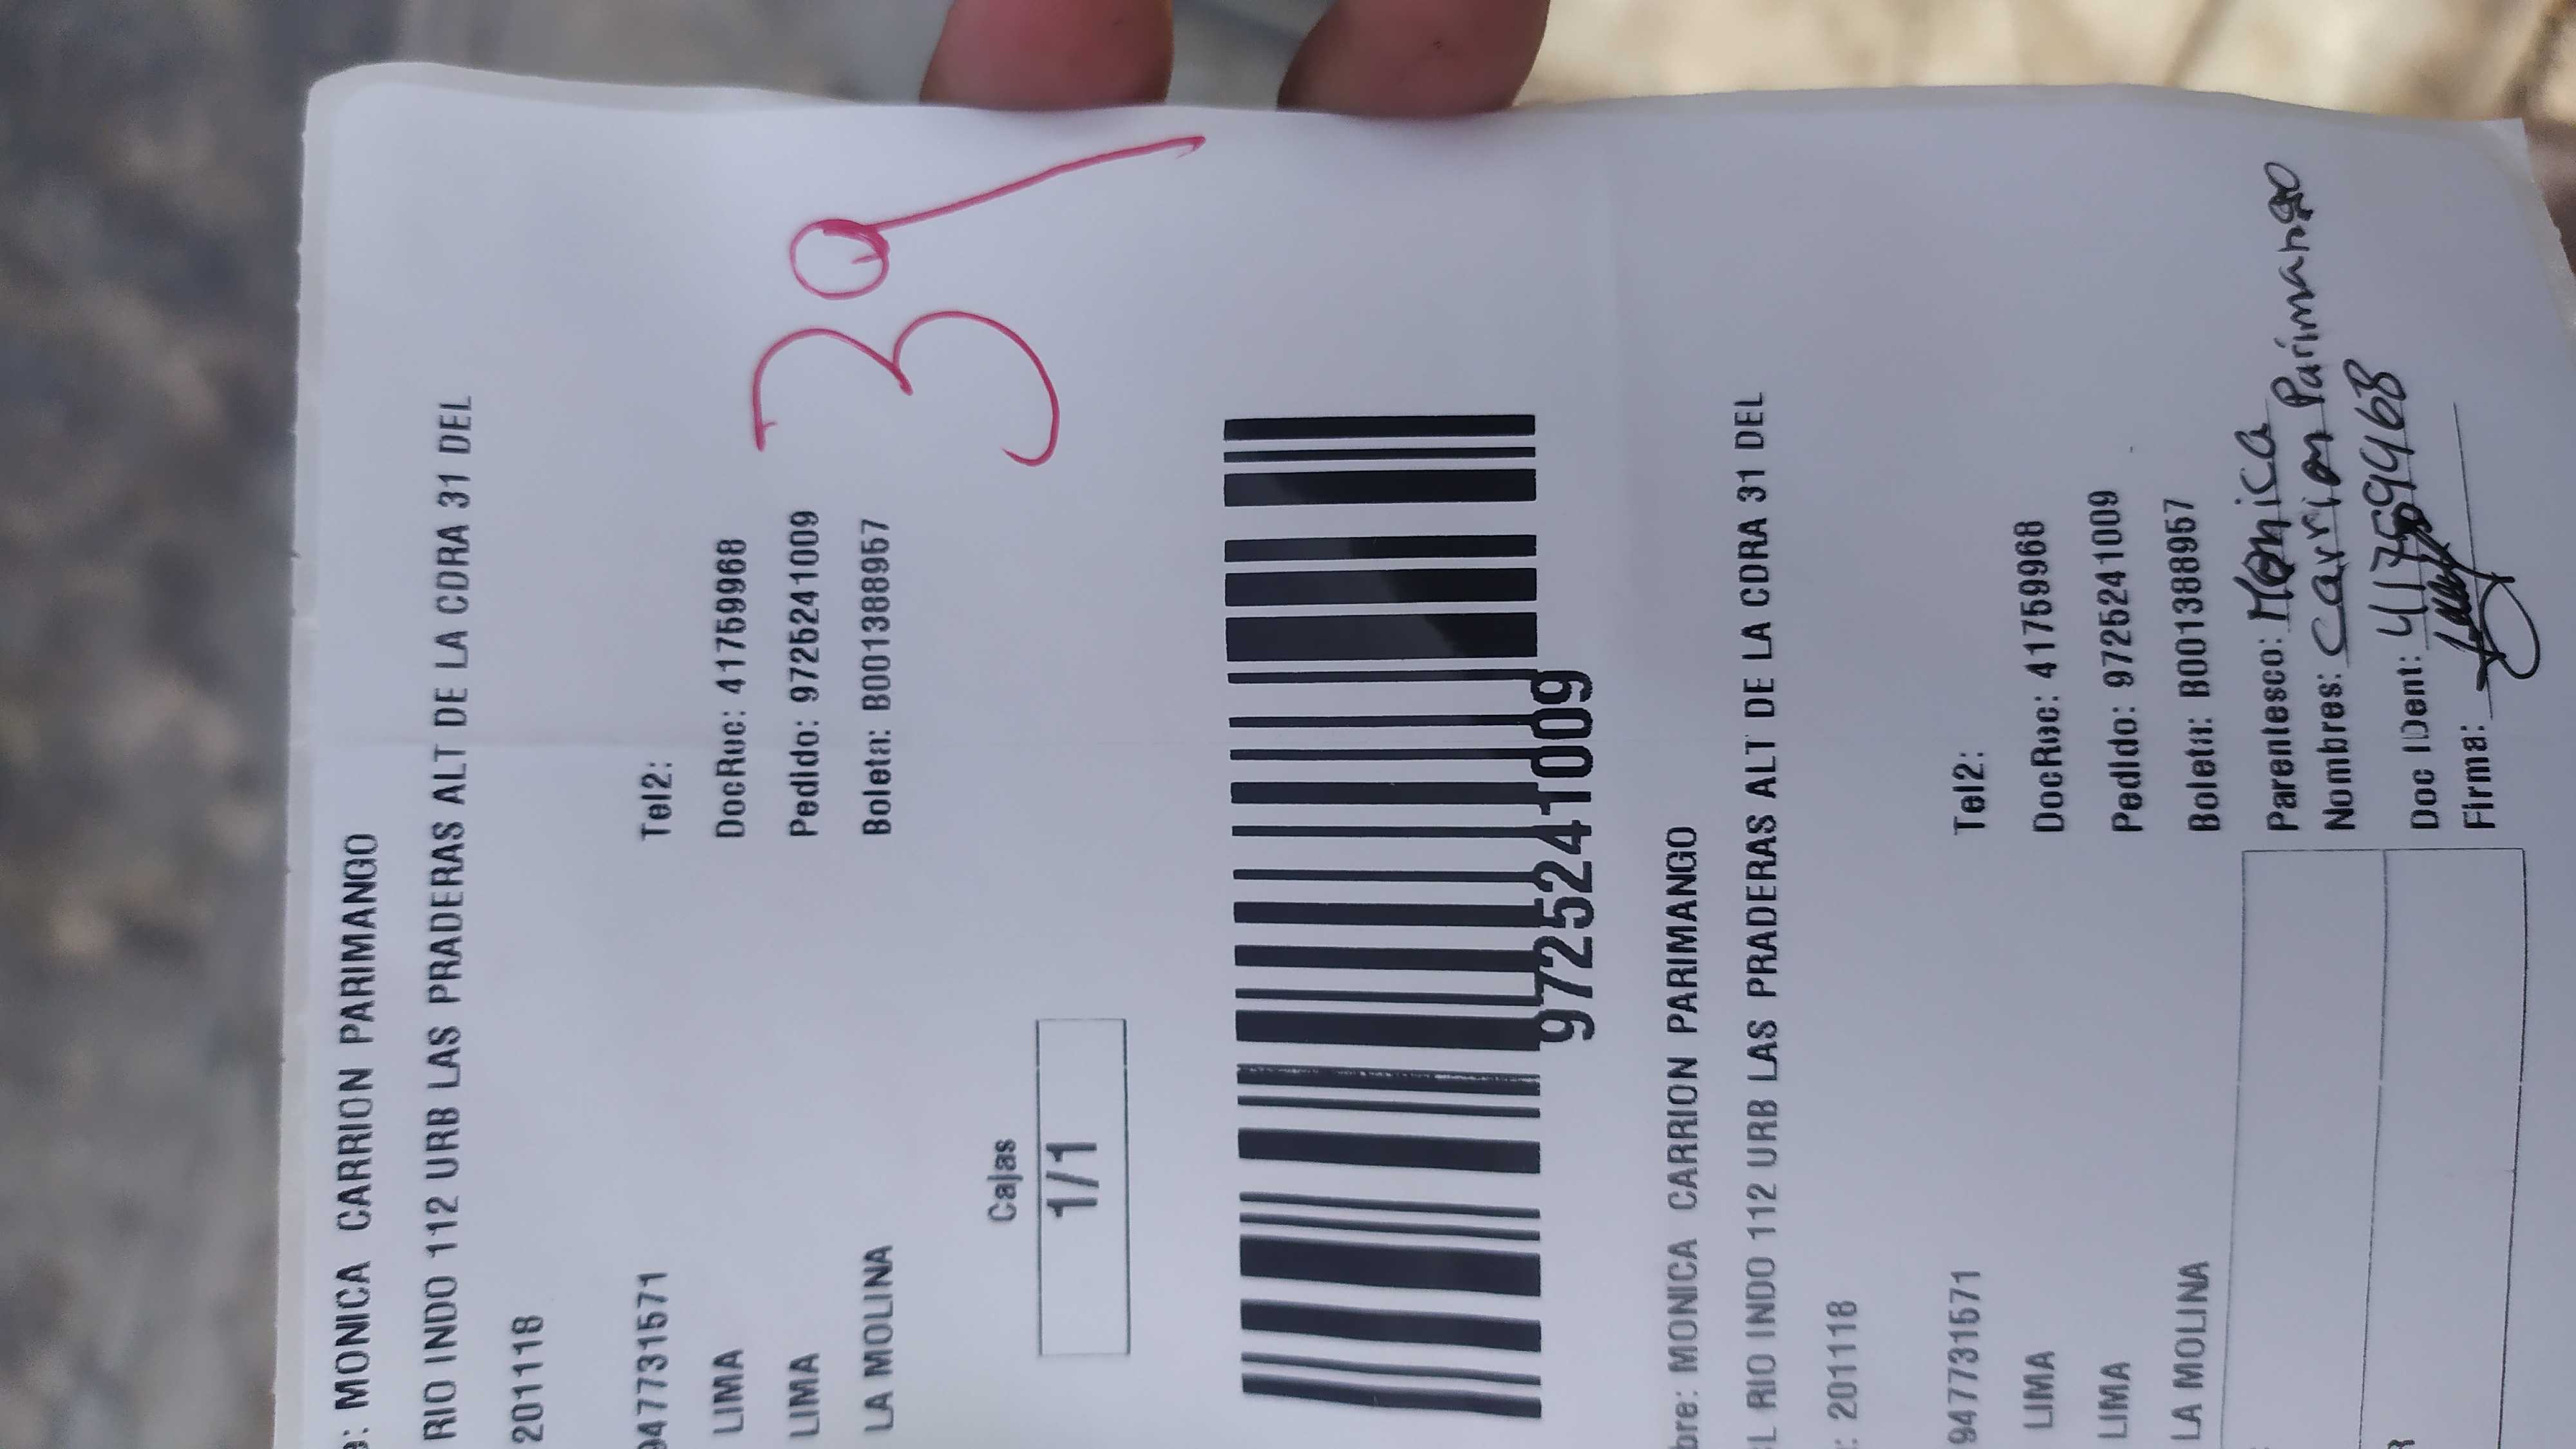 e: MONICA CARRION PARIMANGO
RIO INDO 112 URB LAS PRADERAS ALT DE LA CDRA 31 DEL
201118
947731571 Tel2:
LIMA DocRuc: 41759968
LIMA Pedido: 9725241009
LA MOLINA Boleta: B001388957
39
Cajas
1/1
9725241009
bre: MONICA CARRION PARIMANGO
L RIO INDO 112 URB LAS PRADERAS ALT DE LA CDRA 31 DEL
: 201118
947731571 Tel2:
LIMA DocRuc: 41759968
LIMA Pedido: 9725241009
LA MOLINA Boleta: B001388957
Parentesco: Monica
Nombres: Carrion Parimango
Doc IDent: 41759968
Firma: